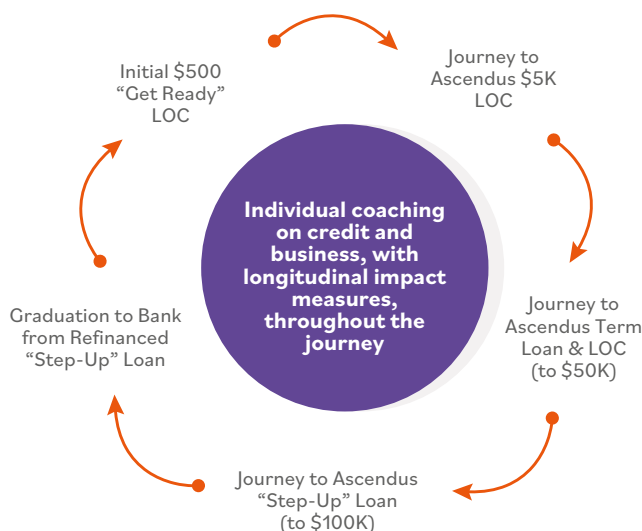 Initial $500
“Get Ready”
LOC
Journey to
Ascendus $5K
LOC
Individual coaching
on credit and
business, with
longitudinal impact
measures,
throughout the
journey
Journey to
Ascendus Term
Loan & LOC
(to $50K)
Journey to Ascendus
“Step-Up” Loan
(to $100K)
Graduation to Bank
from Refinanced
“Step-Up” Loan